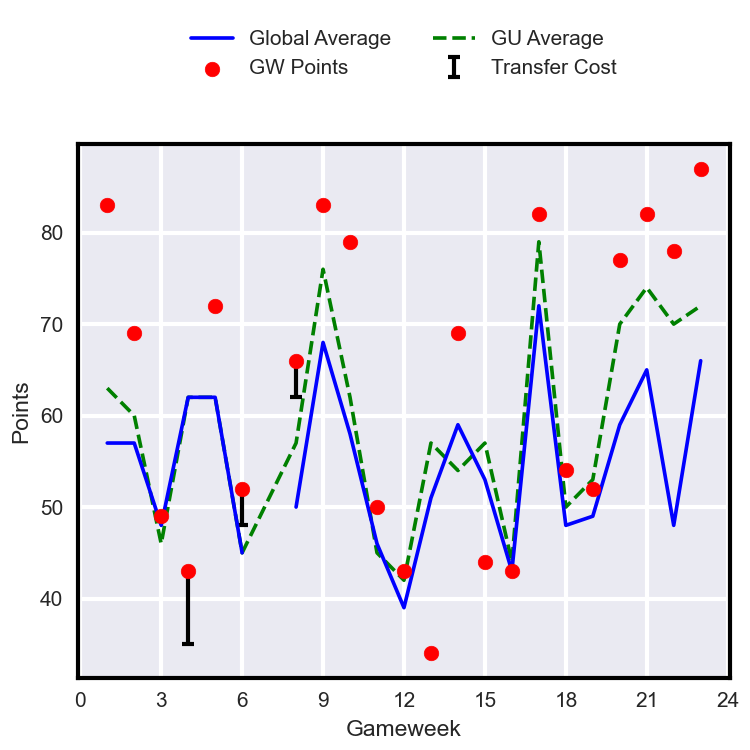 Global Average GU Average
GW Points Transfer Cost
80
70
60
50
40
Points
0 3 6 9 12 15 18 21 24
Gameweek